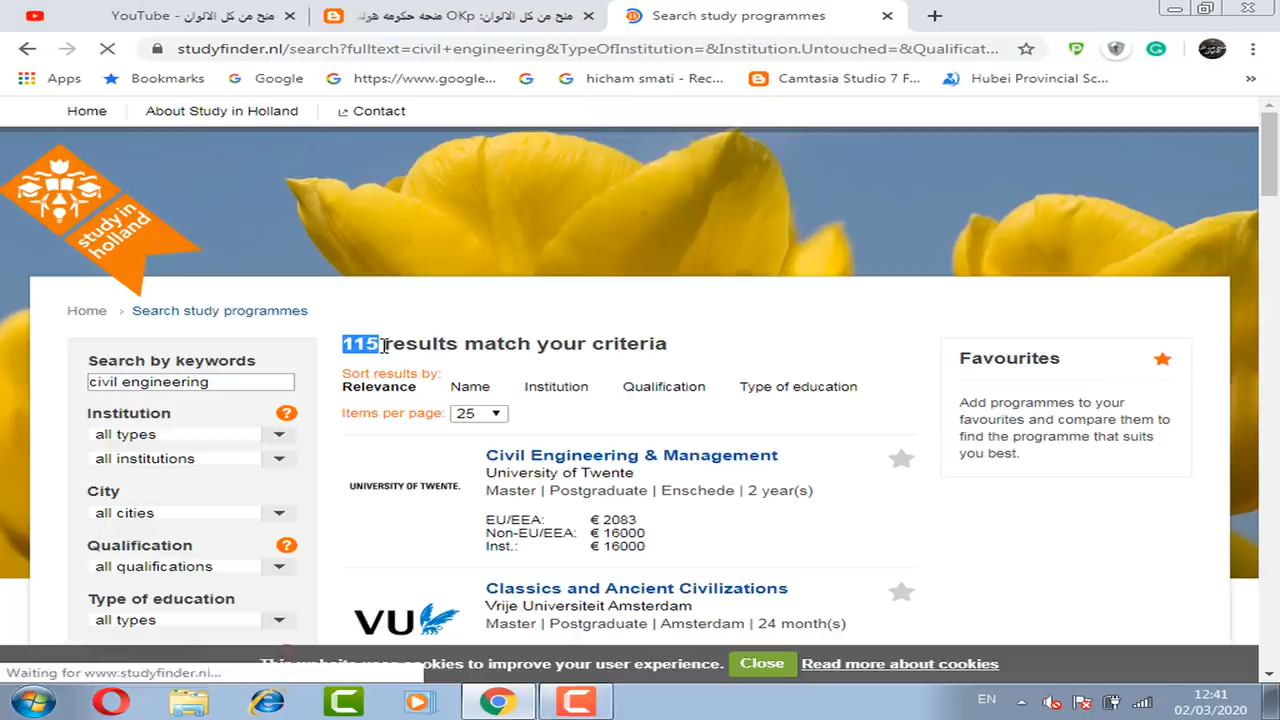 YouTube - منح من كل الالوان
منح من كل الالوان: OKp منحه حكومه هولند
Search study programmes
studyfinder.nl/search?fulltext=civil+engineering&TypeOfInstitution=&Institution.Untouched=&Qualificat...
Apps
Bookmarks
Google
https://www.google...
hicham smati - Rec...
Camtasia Studio 7 F...
Hubei Provincial Sc...
»
Home
About Study in Holland
Contact
study in
holland
Home › Search study programmes
Search by keywords
civil engineering
Institution
?
all types
all institutions
City
all cities
Qualification
?
all qualifications
Type of education
all types
115 results match your criteria
Sort results by:
Relevance
Name
Institution
Qualification
Type of education
Items per page: 25
UNIVERSITY OF TWENTE.
Civil Engineering & Management
University of Twente
Master | Postgraduate | Enschede | 2 year(s)
EU/EEA: € 2083
Non-EU/EEA: € 16000
Inst.: € 16000
VU
Classics and Ancient Civilizations
Vrije Universiteit Amsterdam
Master | Postgraduate | Amsterdam | 24 month(s)
Favourites
Add programmes to your
favourites and compare them to
find the programme that suits
you best.
This website uses cookies to improve your user experience.
Close
Read more about cookies
Waiting for www.studyfinder.nl...
EN
12:41
02/03/2020